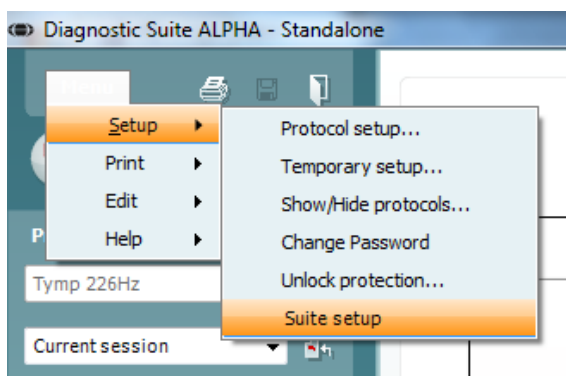 Diagnostic Suite ALPHA - Standalone
Menu
Setup
Protocol setup...
Print
Temporary setup...
Edit
Show/Hide protocols...
Help
Change Password
Unlock protection...
Suite setup
P
Tymp 226Hz
Current session